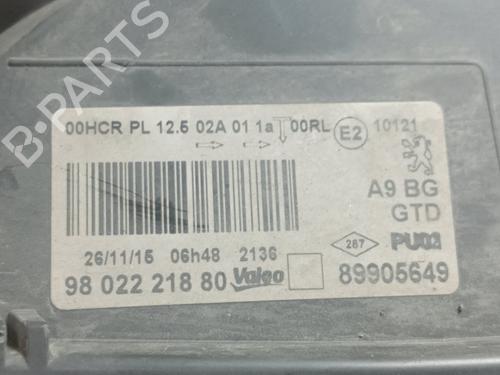 00HCR PL 12.5 02A 01 1a 00RL E2 10121
A9 BG
GTD
26/11/15 06h48 2136
287 PU02
98 022 218 80 Valeo 89905649